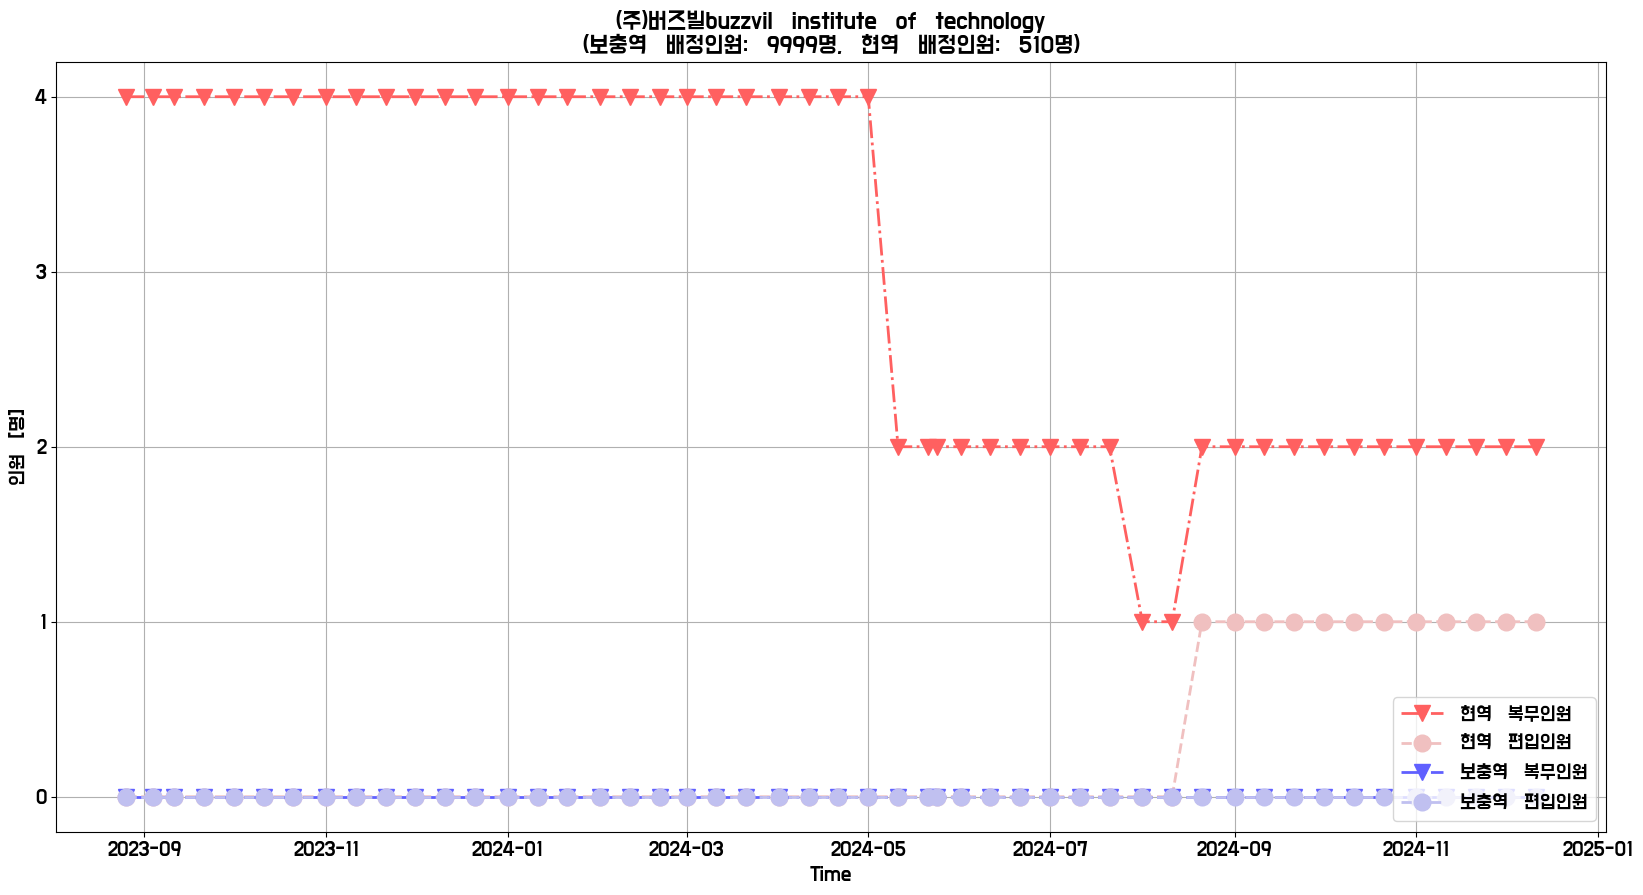 (주)버즈빌buzzvil institute of technology
(보충역 배정인원: 9999명, 현역 배정인원: 510명)
4
3
2
1
0
인원 [명]
2023-09 2023-11 2024-01 2024-03 2024-05 2024-07 2024-09 2024-11 2025-01
Time
현역 복무인원
현역 편입인원
보충역 복무인원
보충역 편입인원